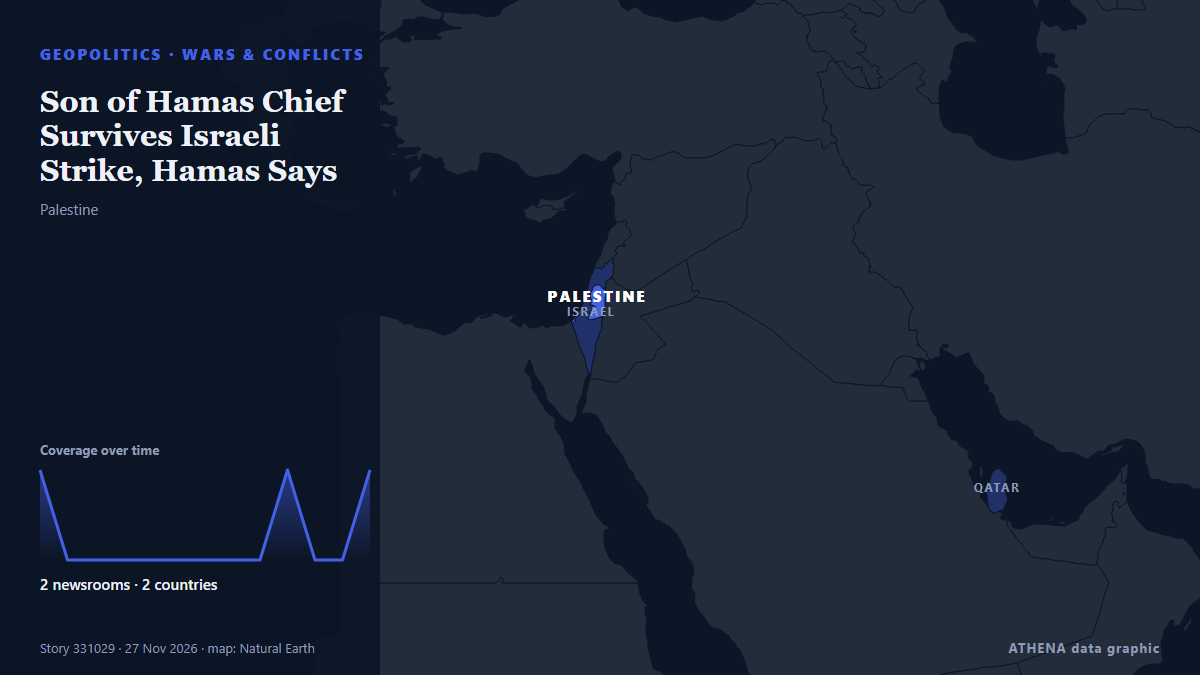 GEOPOLITICS · WARS & CONFLICTS
Son of Hamas Chief
Survives Israeli
Strike, Hamas Says
Palestine
PALESTINE
ISRAEL
QATAR
Coverage over time
2 newsrooms · 2 countries
Story 331029 · 27 Nov 2026 · map: Natural Earth
ATHENA data graphic